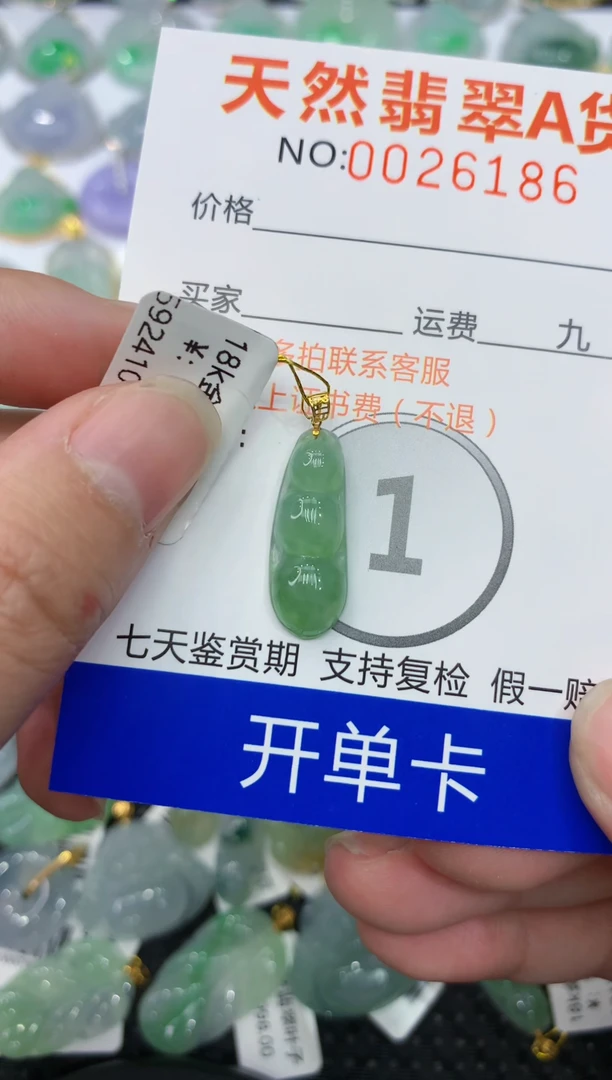 天然翡翠A货
NO:0026186
价格
买家 运费 九
拍联系客服
上证书费（不退）
592410
18k金
¥:
:
1
七天鉴赏期 支持复检 假一赔
开单卡